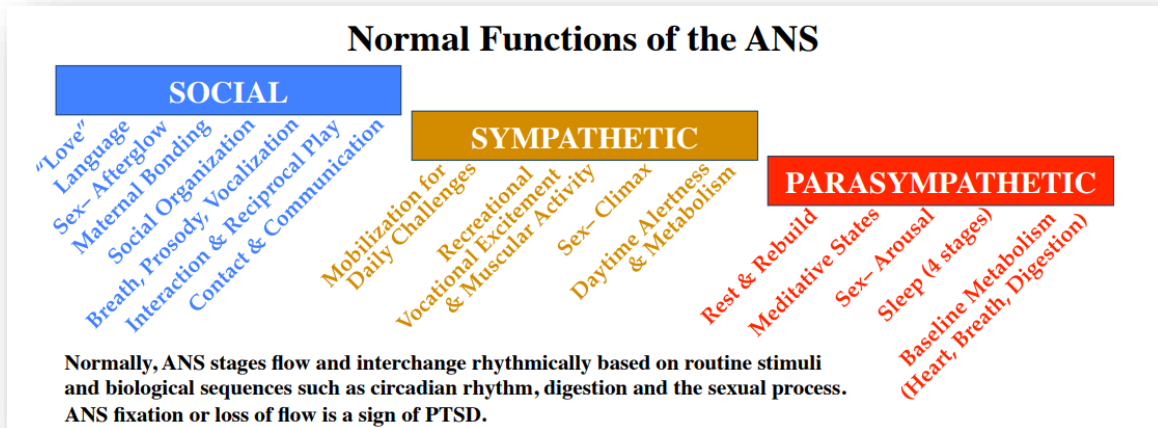 Normal Functions of the ANS
SOCIAL
"Love"
Language
Sex– Afterglow
Maternal Bonding
Social Organization
Breath, Prosody, Vocalization
Interaction & Reciprocal Play
Contact & Communication
SYMPATHETIC
Mobilization for
Daily Challenges
Recreational
Vocational Excitement
& Muscular Activity
Sex– Climax
Daytime Alertness
& Metabolism
PARASYMPATHETIC
Rest & Rebuild
Meditative States
Sex– Arousal
Sleep (4 stages)
Baseline Metabolism
(Heart, Breath, Digestion)
Normally, ANS stages flow and interchange rhythmically based on routine stimuli
and biological sequences such as circadian rhythm, digestion and the sexual process.
ANS fixation or loss of flow is a sign of PTSD.